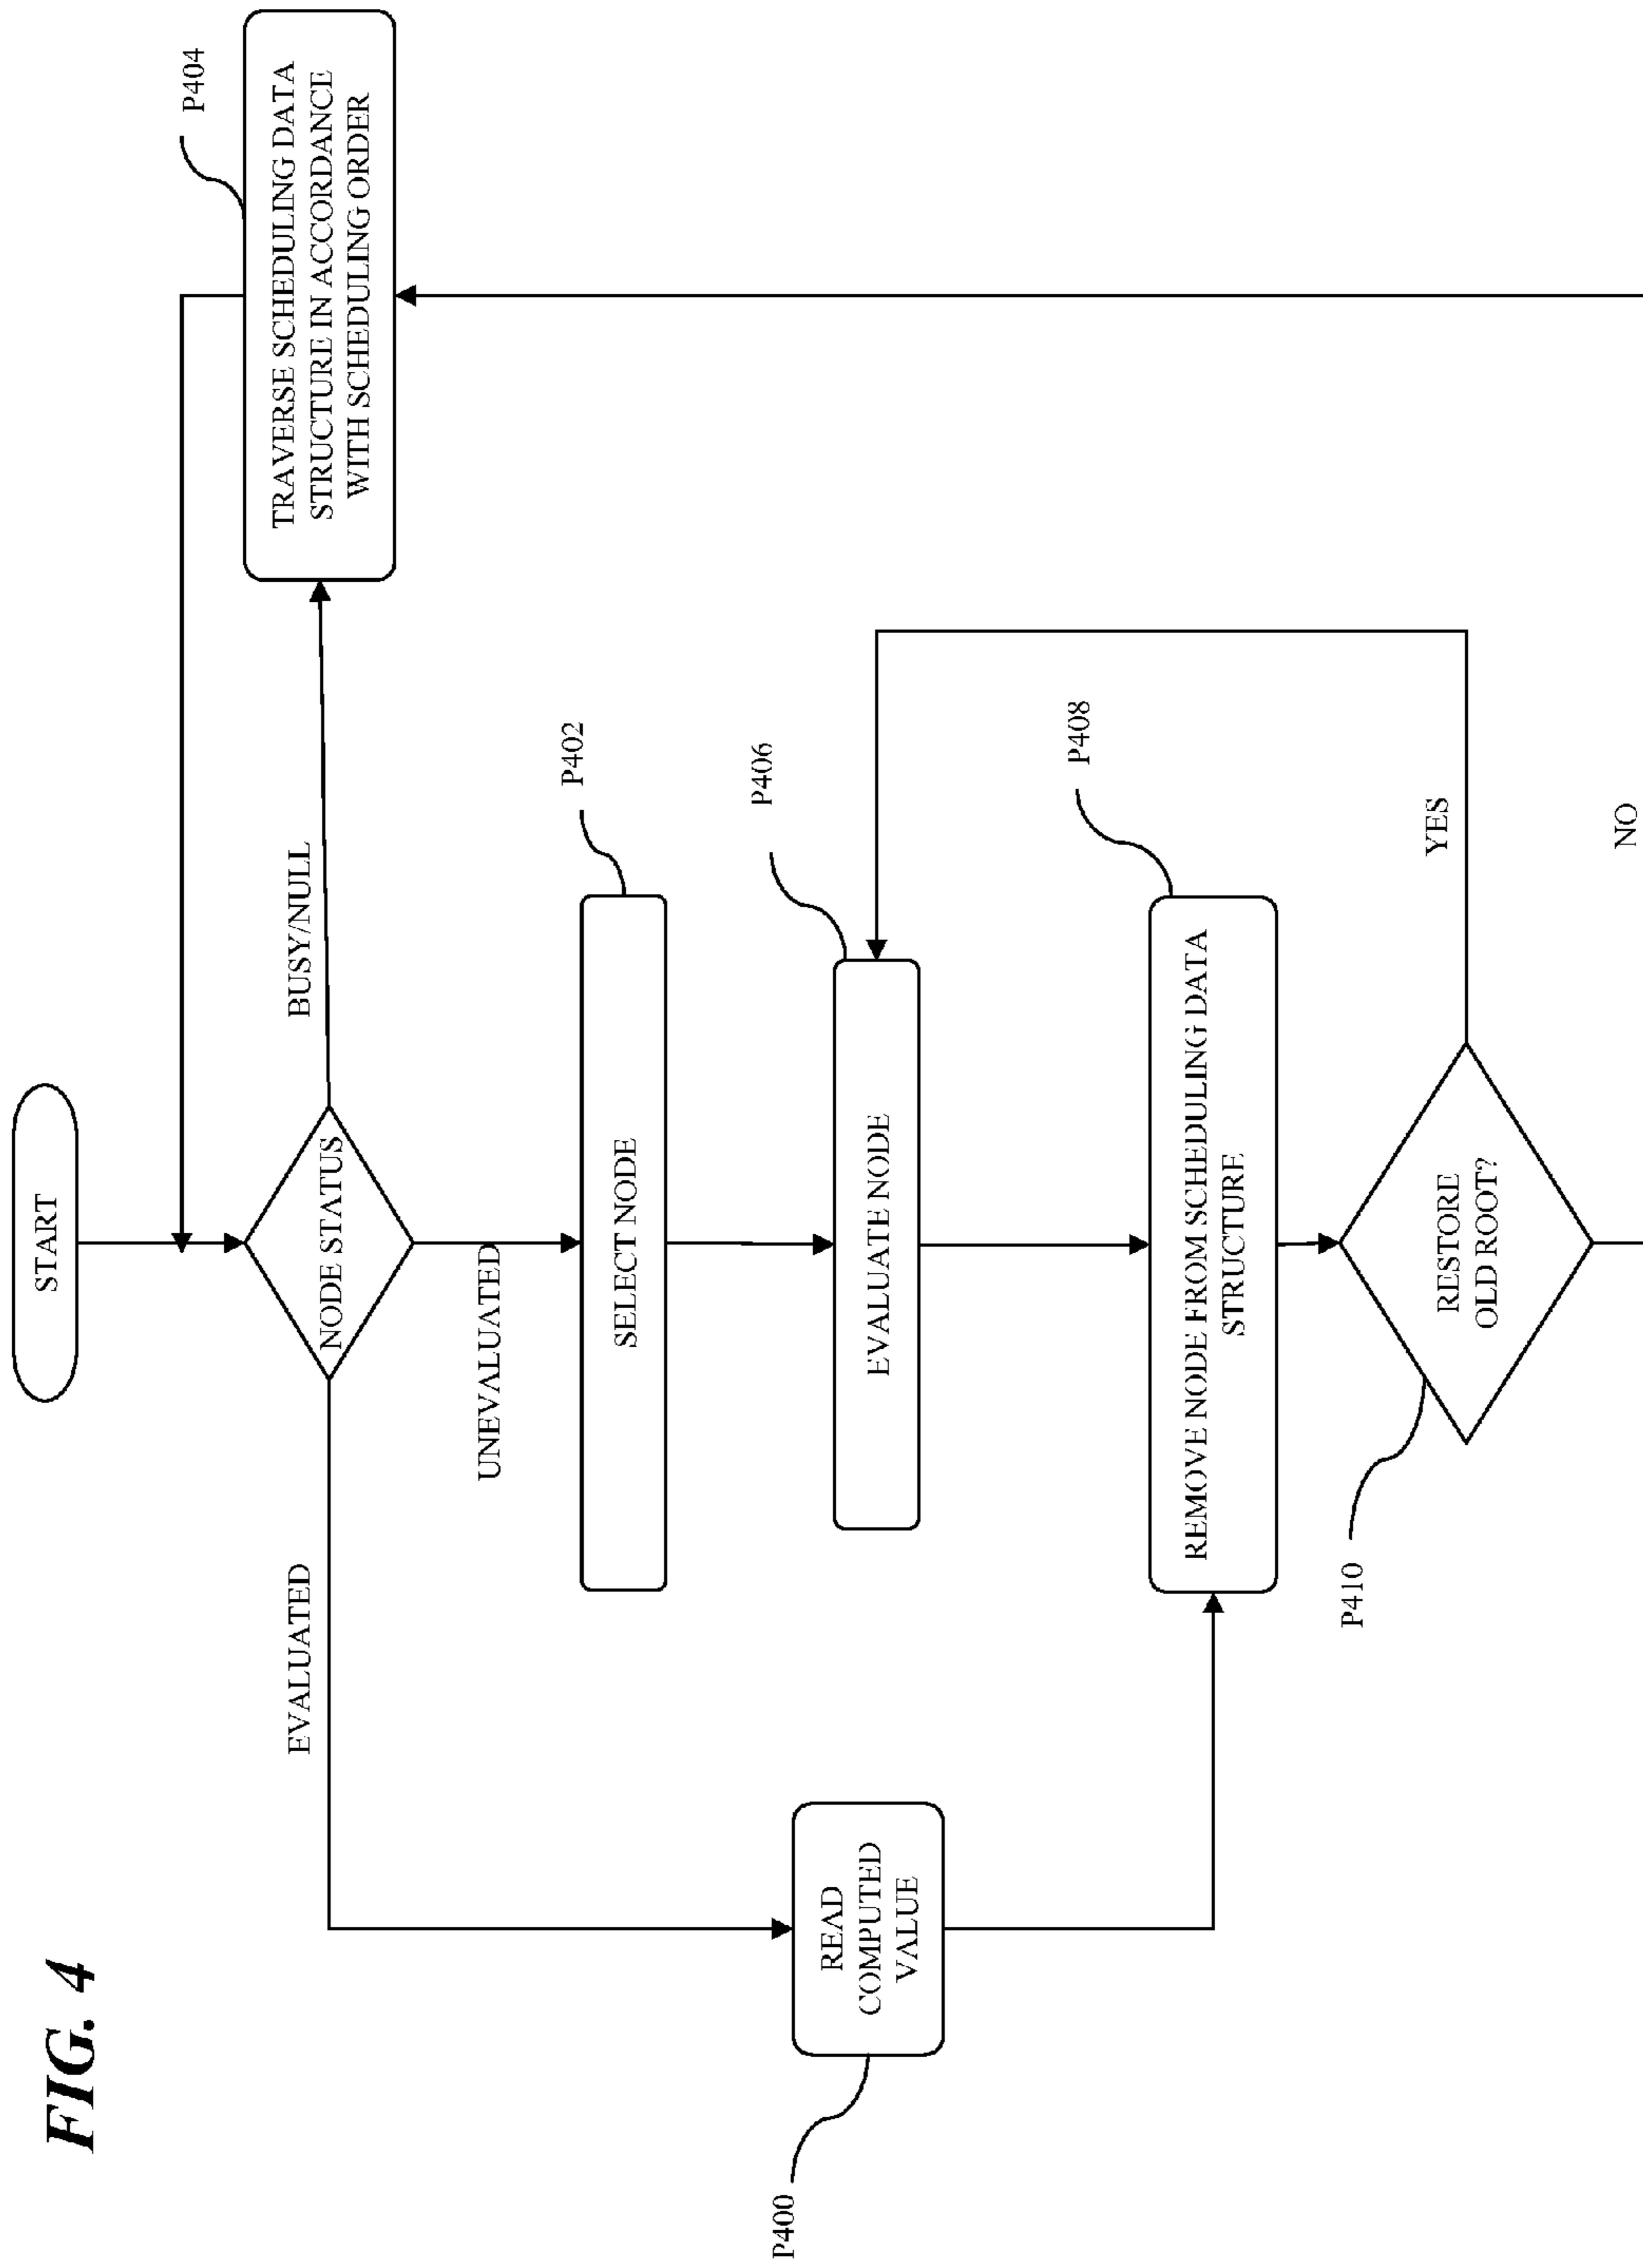 FIG. 4
START
NODE STATUS
EVALUATED
BUSY/NULL
UNEVALUATED
P404
TRAVERSE SCHEDULING DATA
STRUCTURE IN ACCORDANCE
WITH SCHEDULING ORDER
P402
SELECT NODE
P400
READ
COMPUTED
VALUE
P406
EVALUATE NODE
P408
REMOVE NODE FROM SCHEDULING DATA
STRUCTURE
P410
RESTORE
OLD ROOT?
YES
NO